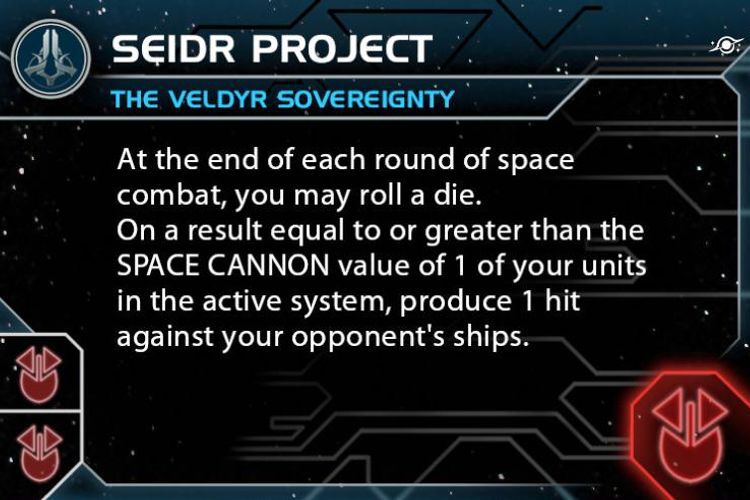 SEIDR PROJECT
THE VELDYR SOVEREIGNTY
At the end of each round of space
combat, you may roll a die.
On a result equal to or greater than the
SPACE CANNON value of 1 of your units
in the active system, produce 1 hit
against your opponent's ships.